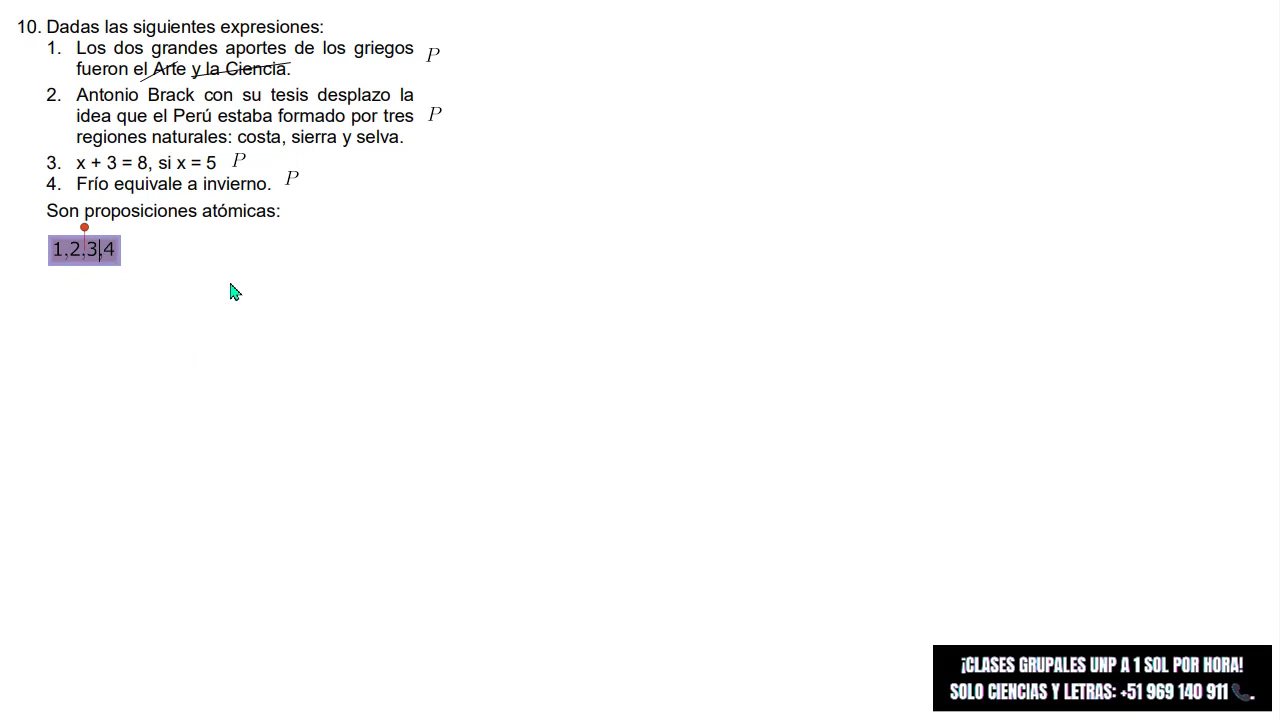 10. Dadas las siguientes expresiones:
1. Los dos grandes aportes de los griegos P
fueron el Arte y la Ciencia.
2. Antonio Brack con su tesis desplazo la
idea que el Perú estaba formado por tres P
regiones naturales: costa, sierra y selva.
3. x + 3 = 8, si x = 5 P
4. Frío equivale a invierno. P
Son proposiciones atómicas:
1,2,3,4
¡CLASES GRUPALES UNP A 1 SOL POR HORA!
SOLO CIENCIAS Y LETRAS: +51 969 140 911 📞.